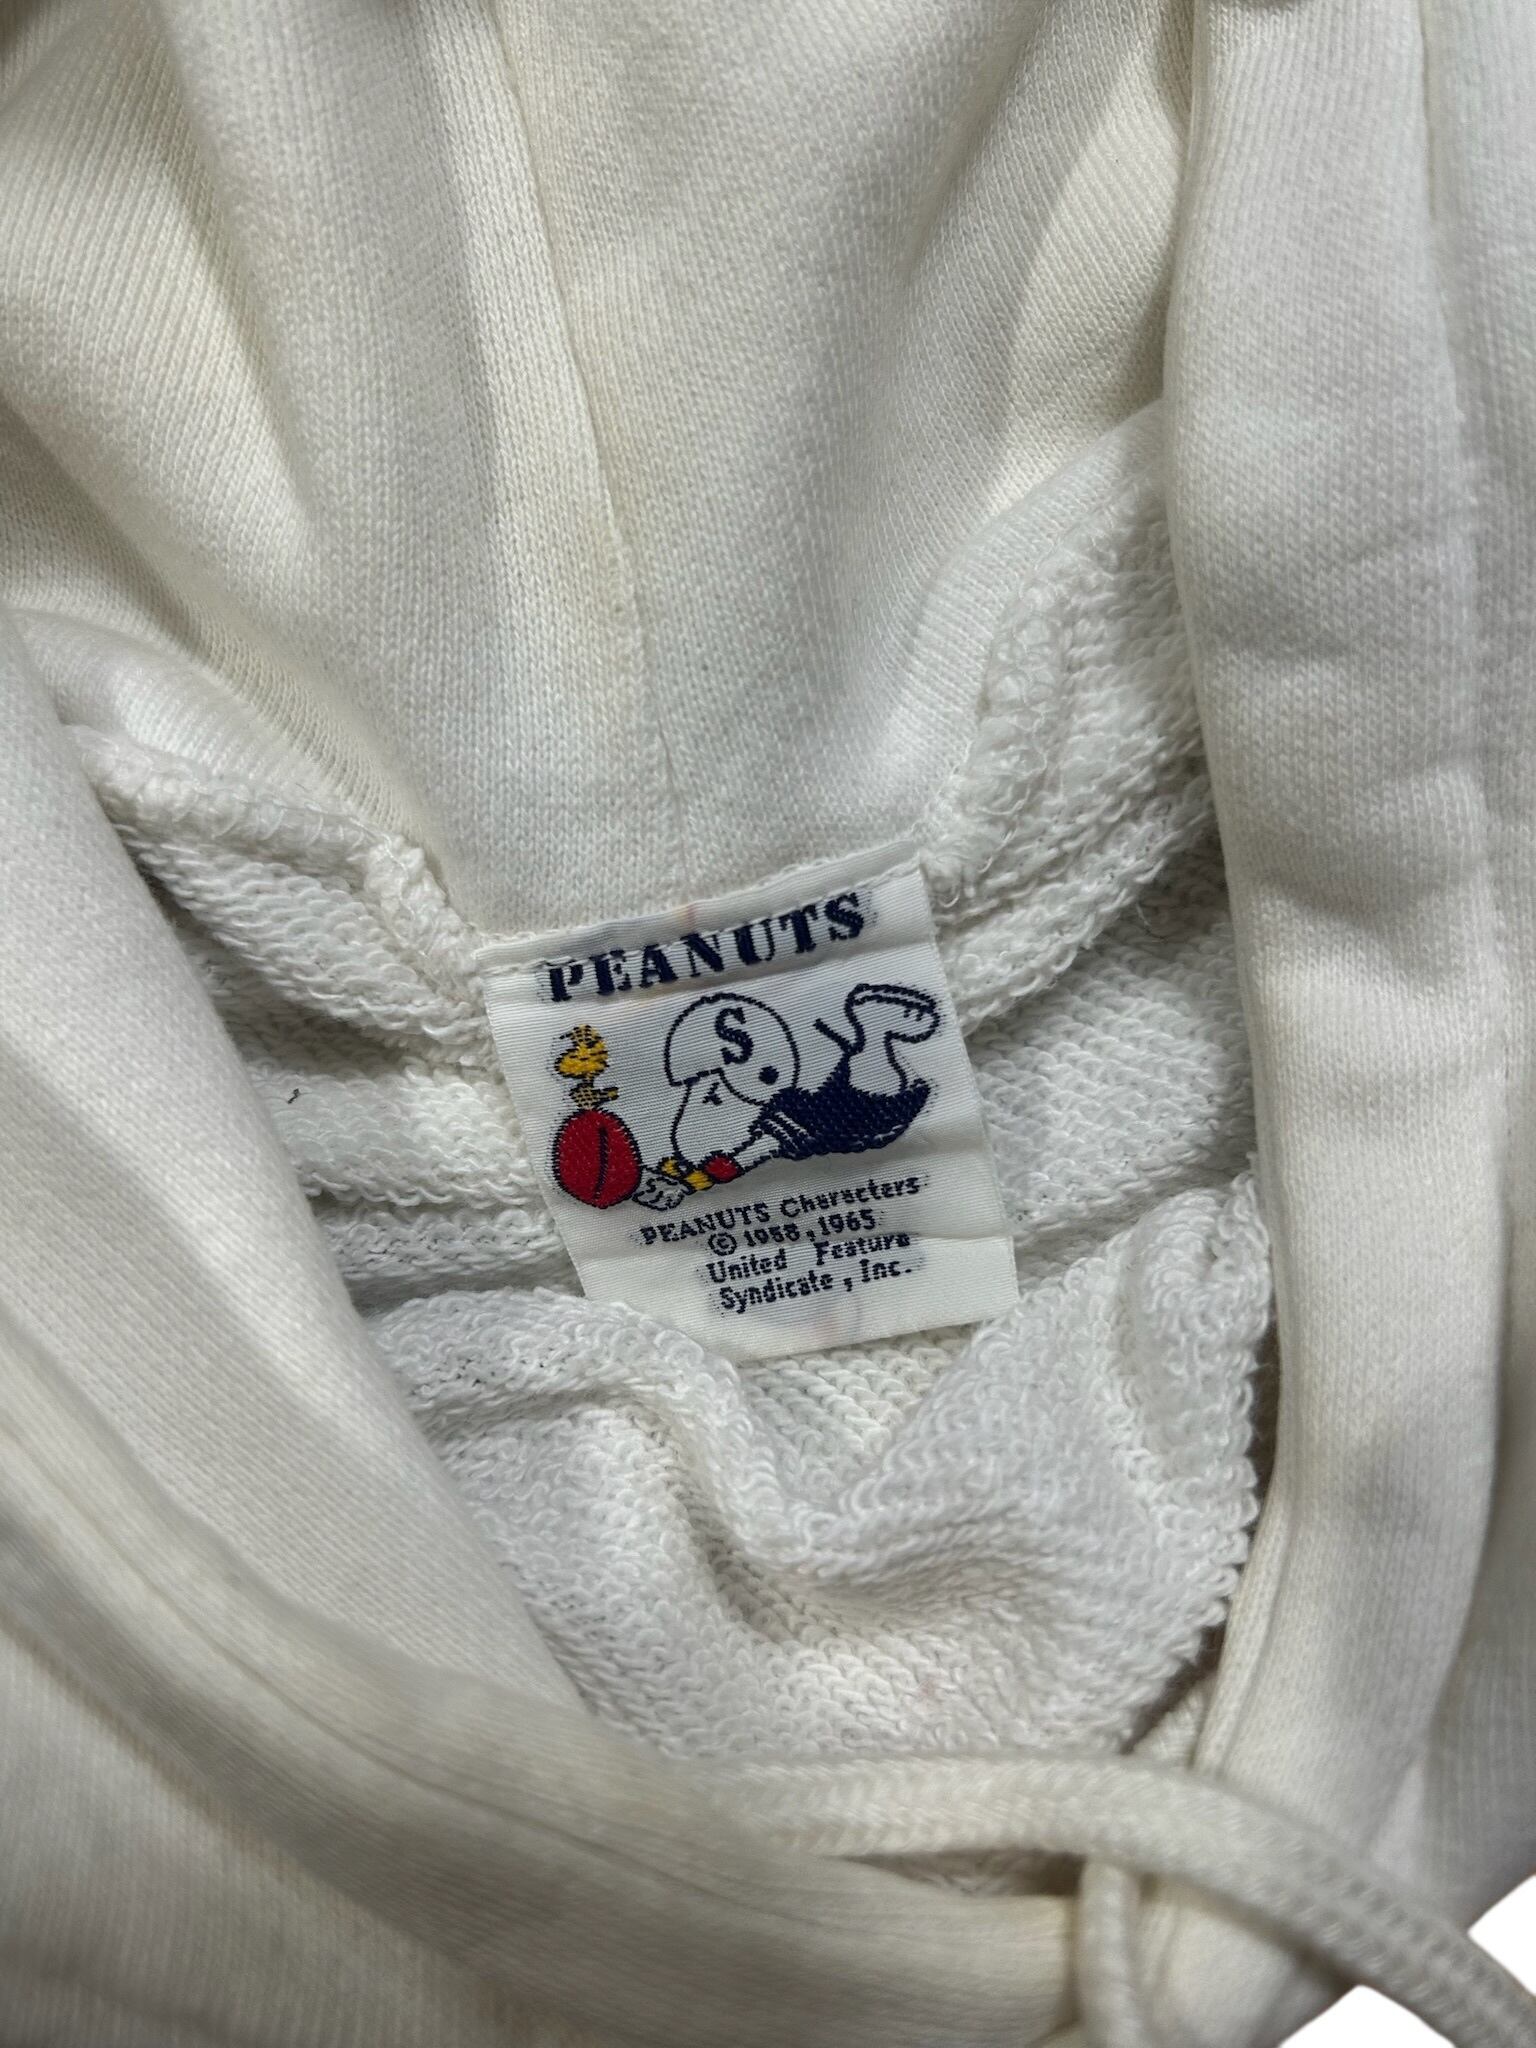 PEANUTS
S
PEANUTS Characters
© 1958, 1965
United Feature
Syndicate, Inc.